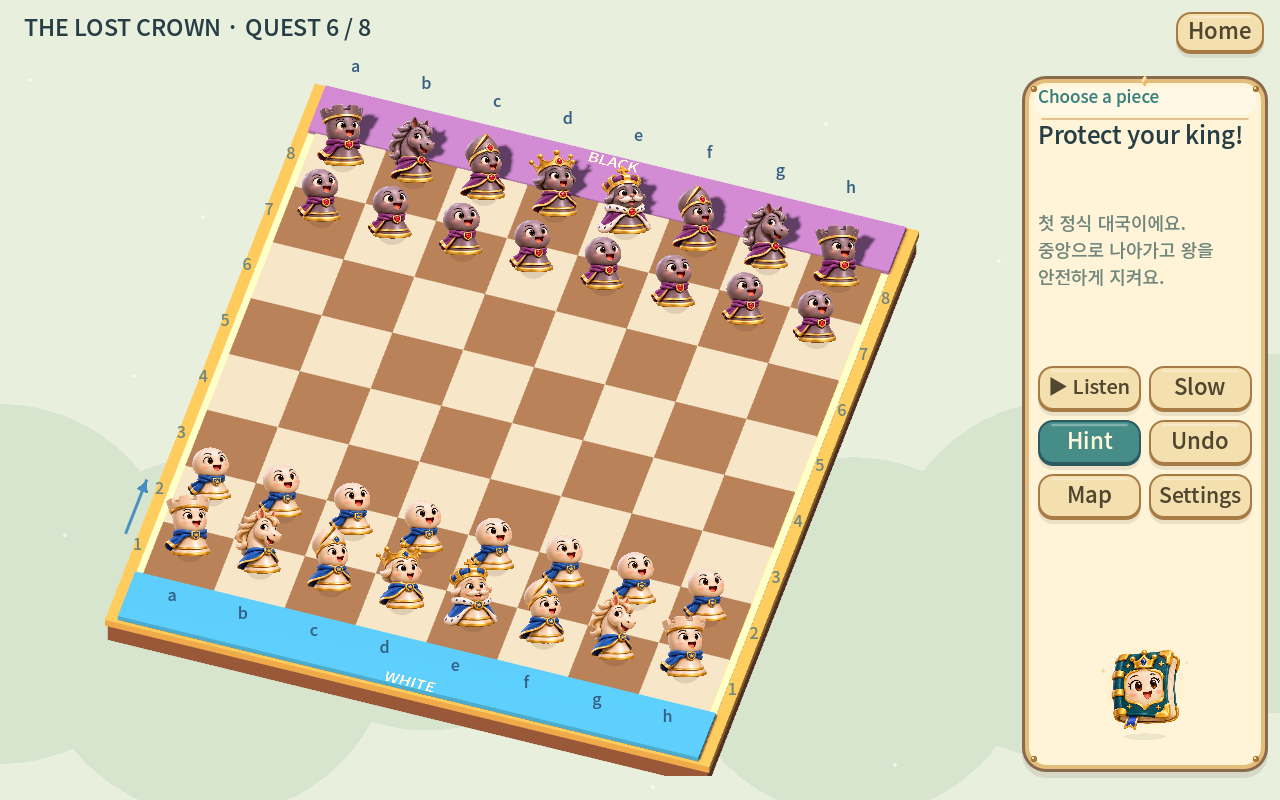 THE LOST CROWN · QUEST 6 / 8
Home
Choose a piece
Protect your king!
첫 정식 대국이에요.
중앙으로 나아가고 왕을
안전하게 지켜요.
▶ Listen
Slow
Hint
Undo
Map
Settings
a b c d e f g h
BLACK
8 7 6 5 4 3 2 1
8 7 6 5 4 3 2 1
a b c d e f g h
WHITE